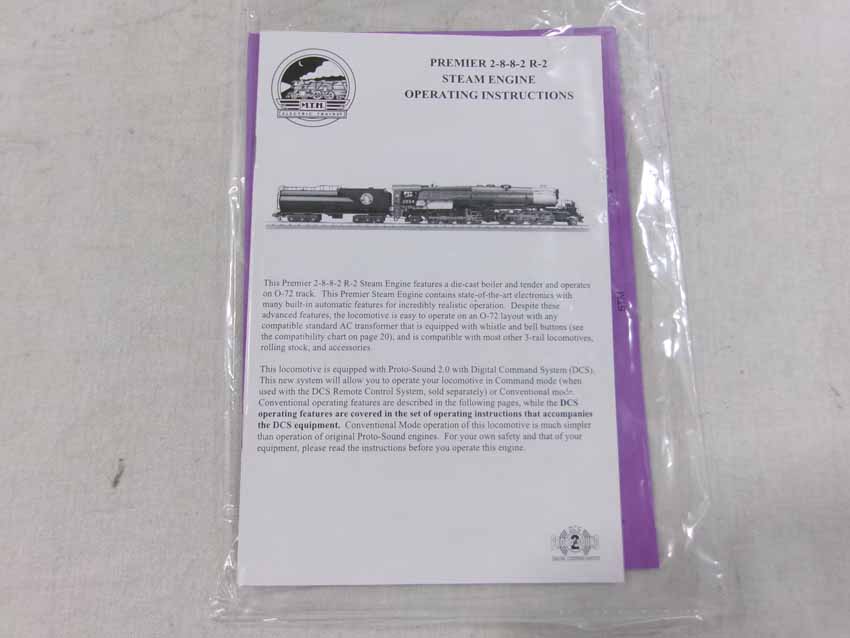 M.T.H.
ELECTRIC TRAINS
PREMIER 2-8-8-2 R-2
STEAM ENGINE
OPERATING INSTRUCTIONS
This Premier 2-8-8-2 R-2 Steam Engine features a die-cast boiler and tender and operates
on O-72 track. This Premier Steam Engine contains state-of-the-art electronics with
many built-in automatic features for incredibly realistic operation. Despite these
advanced features, the locomotive is easy to operate on an O-72 layout with any
compatible standard AC transformer that is equipped with whistle and bell buttons (see
the compatibility chart on page 20), and is compatible with most other 3-rail locomotives,
rolling stock, and accessories.
This locomotive is equipped with Proto-Sound 2.0 with Digital Command System (DCS).
This new system will allow you to operate your locomotive in Command mode (when
used with the DCS Remote Control System, sold separately) or Conventional mode.
Conventional operating features are described in the following pages, while the DCS
operating features are covered in the set of operating instructions that accompanies
the DCS equipment. Conventional Mode operation of this locomotive is much simpler
than operation of original Proto-Sound engines. For your own safety and that of your
equipment, please read the instructions before you operate this engine.
2